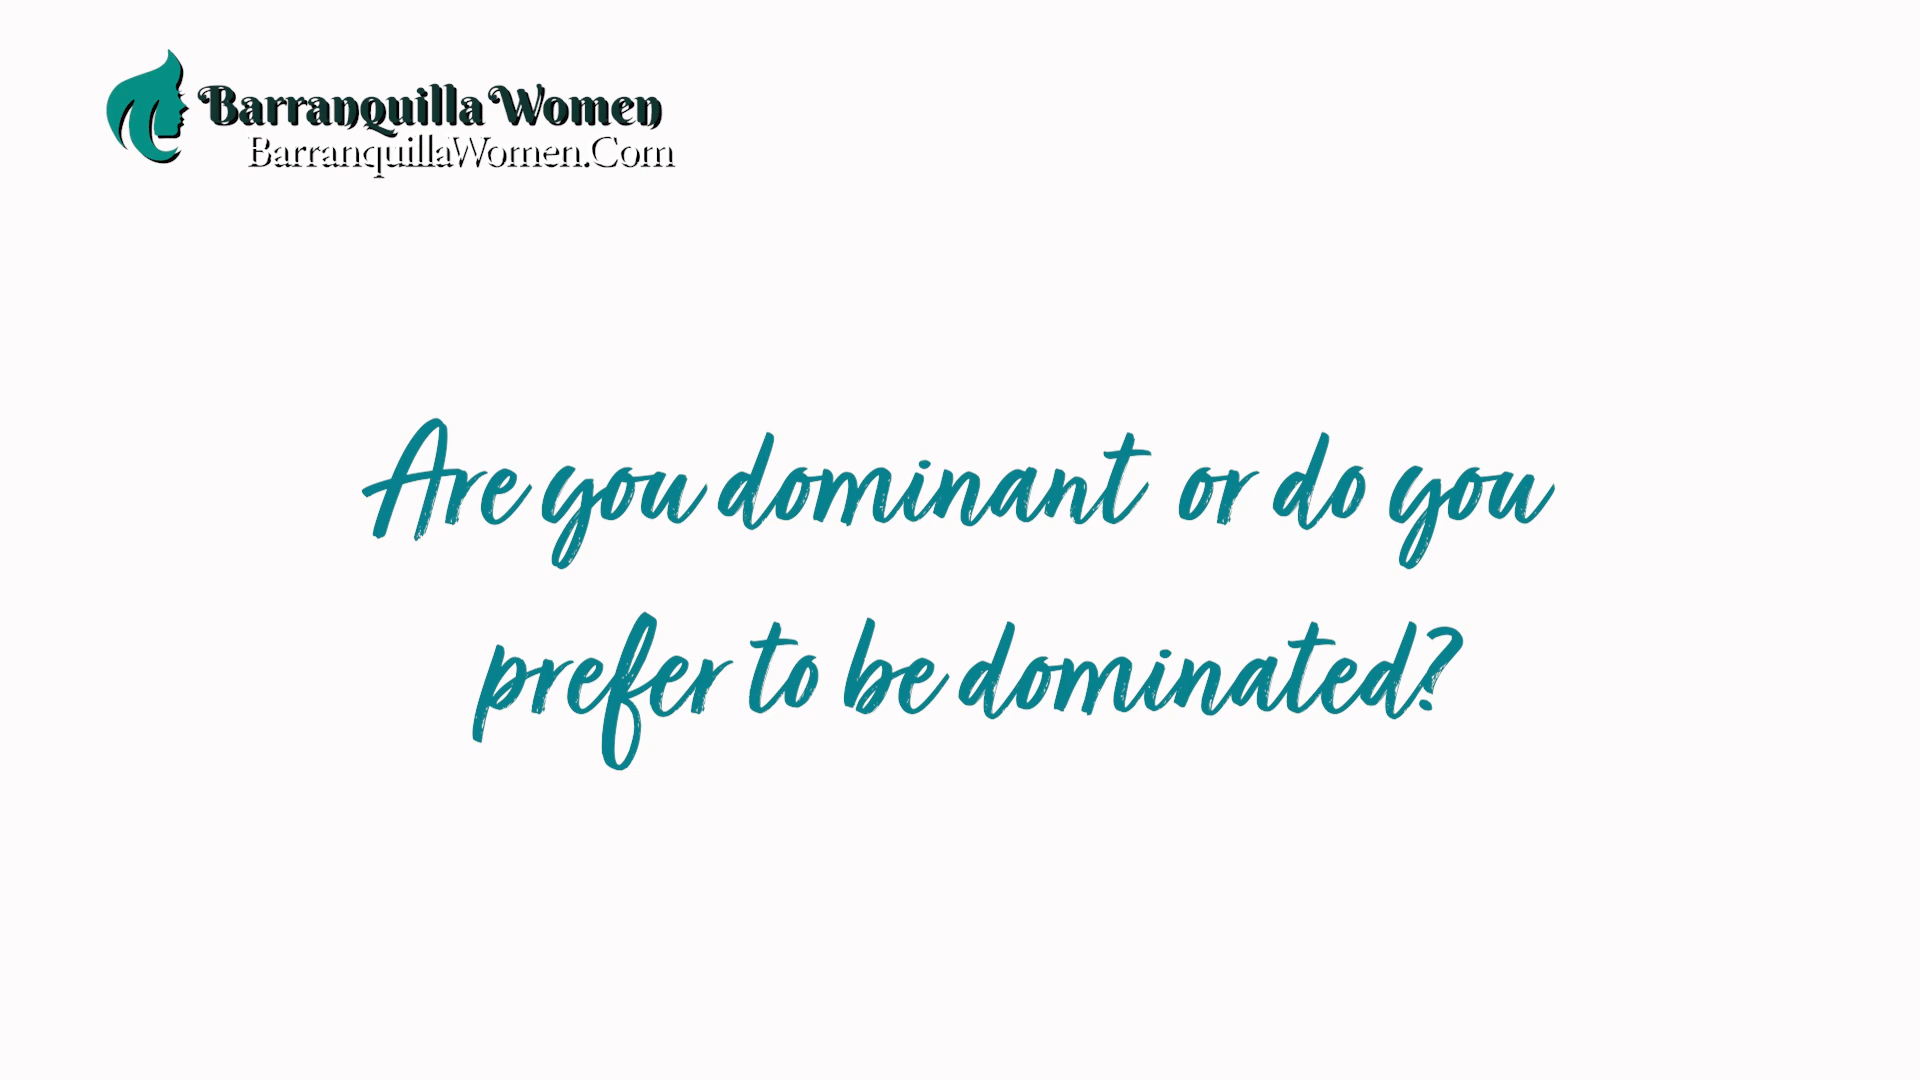 Barranquilla Women
BarranquillaWomen.Com
Are you dominant or do you
prefer to be dominated?